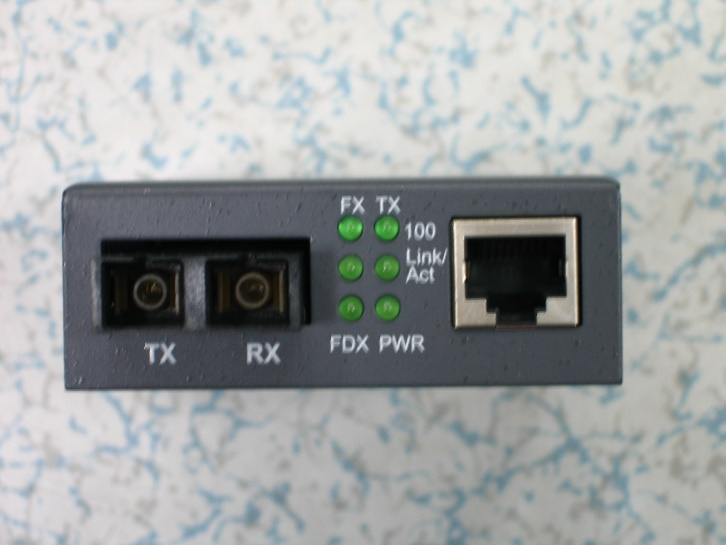 FX TX
100
Link/
Act
FDX PWR
TX RX